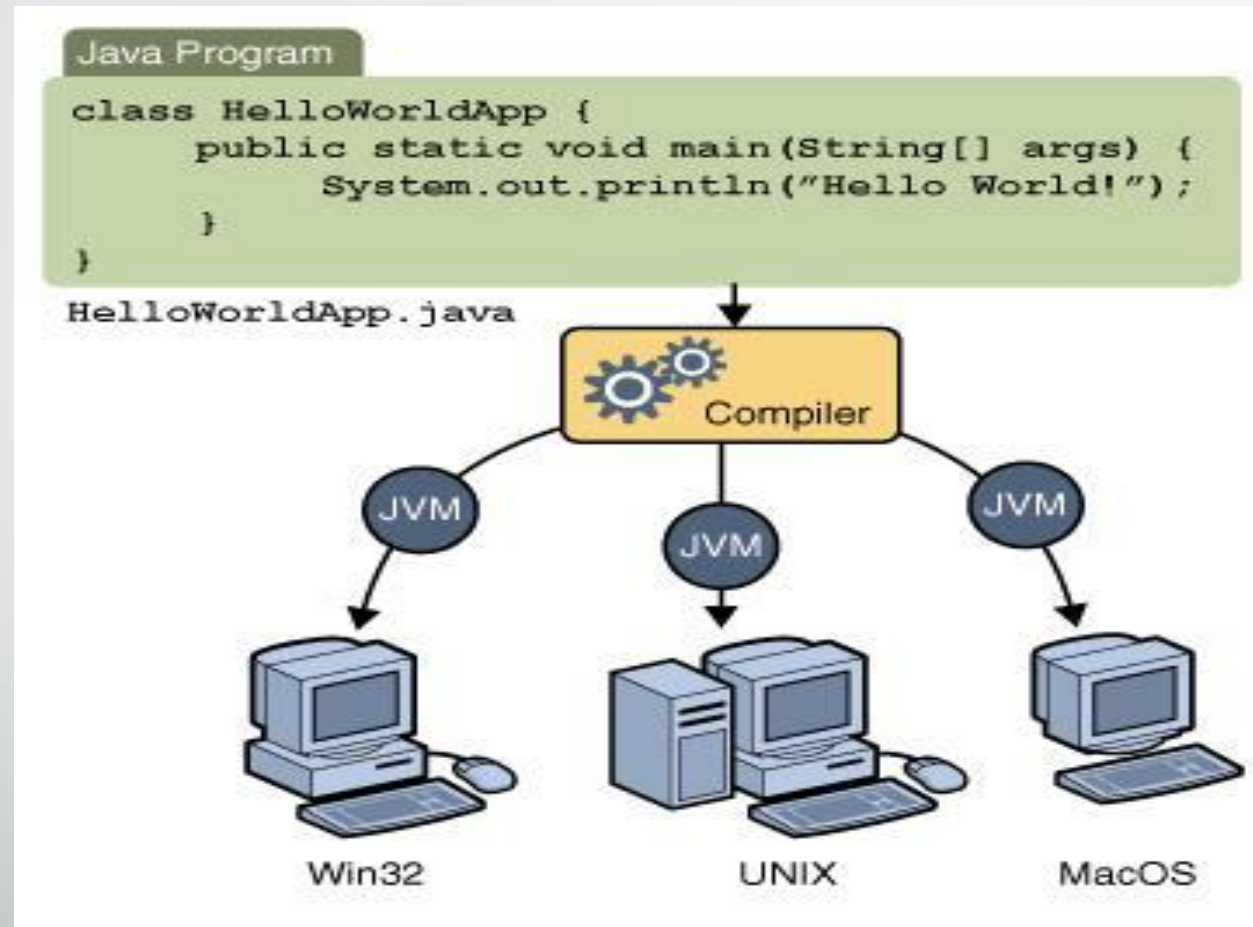 Java Program
class HelloWorldApp {
public static void main(String[] args) {
System.out.println("Hello World!");
}
}
HelloWorldApp.java
Compiler
JVM
JVM
JVM
Win32
UNIX
MacOS